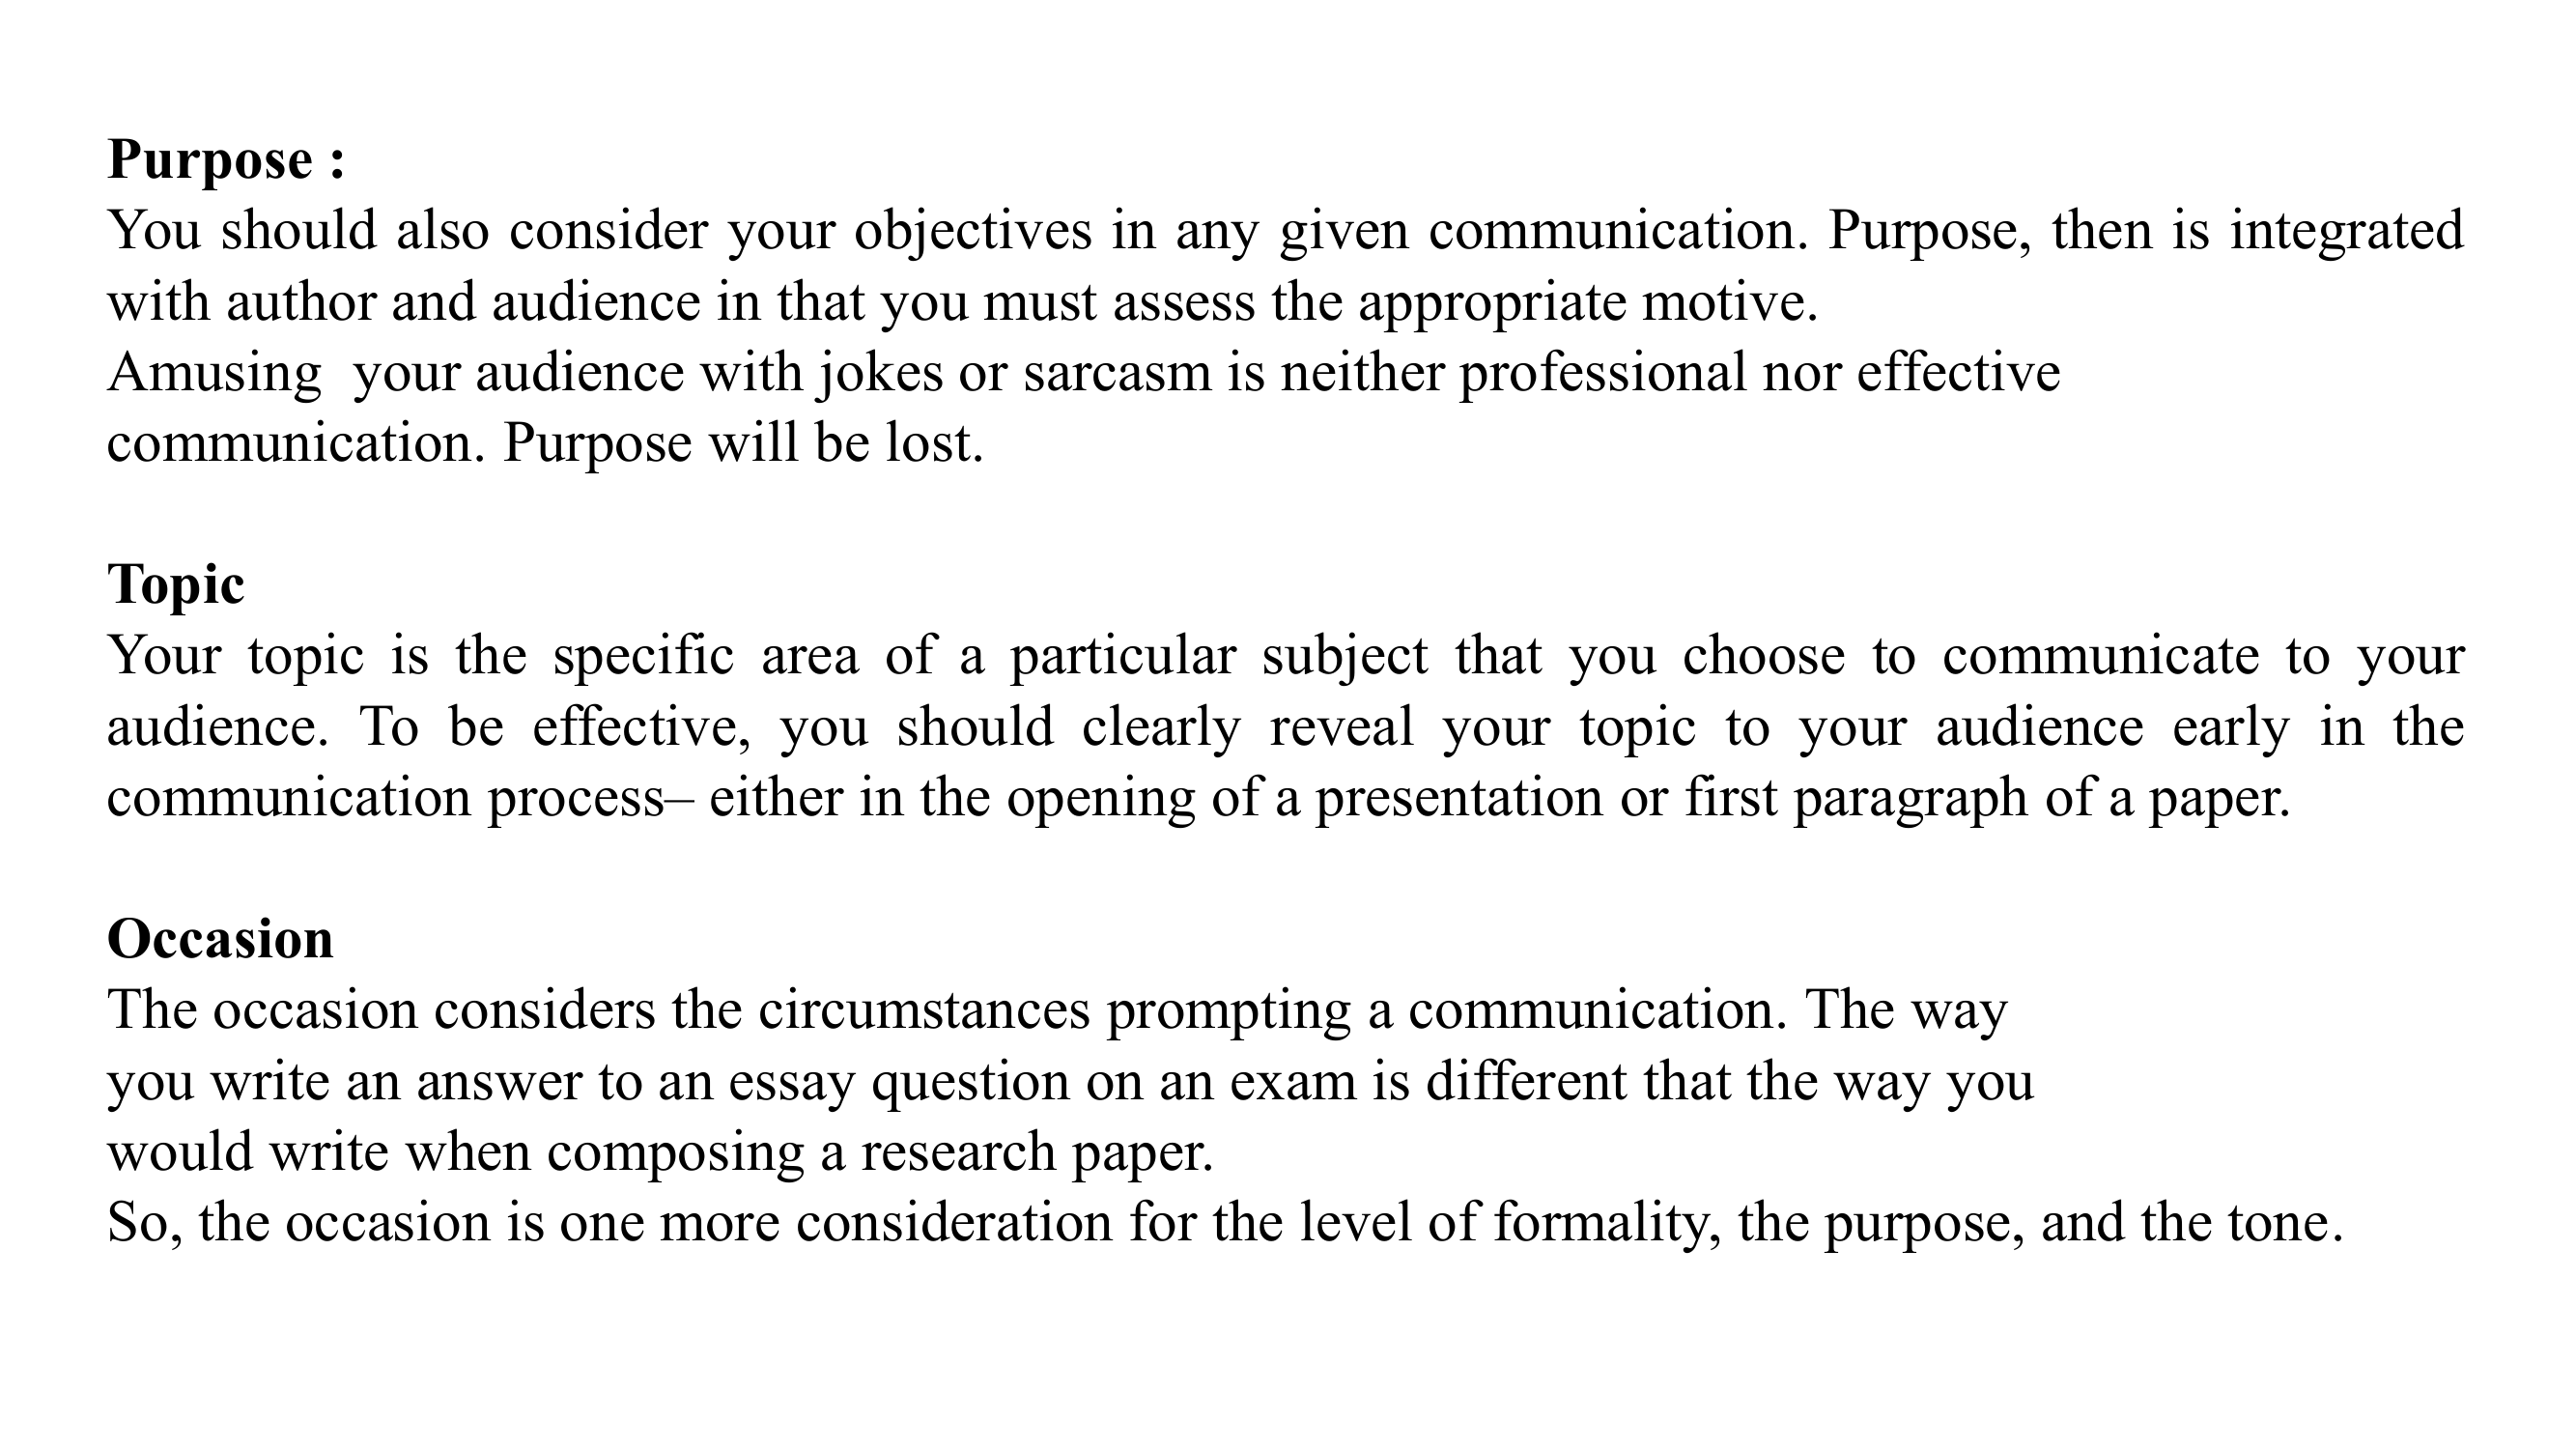 Purpose :
You should also consider your objectives in any given communication. Purpose, then is integrated
with author and audience in that you must assess the appropriate motive.
Amusing  your audience with jokes or sarcasm is neither professional nor effective
communication. Purpose will be lost.
Topic
Your topic is the specific area of a particular subject that you choose to communicate to your
audience. To be effective, you should clearly reveal your topic to your audience early in the
communication process– either in the opening of a presentation or first paragraph of a paper.
Occasion
The occasion considers the circumstances prompting a communication. The way
you write an answer to an essay question on an exam is different that the way you
would write when composing a research paper.
So, the occasion is one more consideration for the level of formality, the purpose, and the tone.